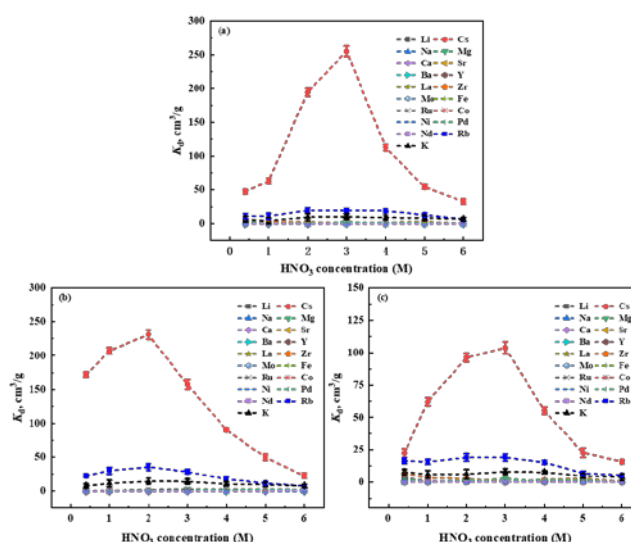 (a)
Li Cs
Na Mg
Ca Sr
Ba Y
La Zr
Mo Fe
Ru Co
Ni Pd
Nd Rb
K
300
250
200
150
100
50
0
K_d, cm³/g
0 1 2 3 4 5 6
HNO₃ concentration (M)
(b)
Li Cs
Na Mg
Ca Sr
Ba Y
La Zr
Mo Fe
Ru Co
Ni Pd
Nd Rb
K
300
250
200
150
100
50
0
K_d, cm³/g
0 1 2 3 4 5 6
HNO₃ concentration (M)
(c)
Li Cs
Na Mg
Ca Sr
Ba Y
La Zr
Mo Fe
Ru Co
Ni Pd
Nd Rb
K
150
125
100
75
50
25
0
K_d, cm³/g
0 1 2 3 4 5 6
HNO₃ concentration (M)